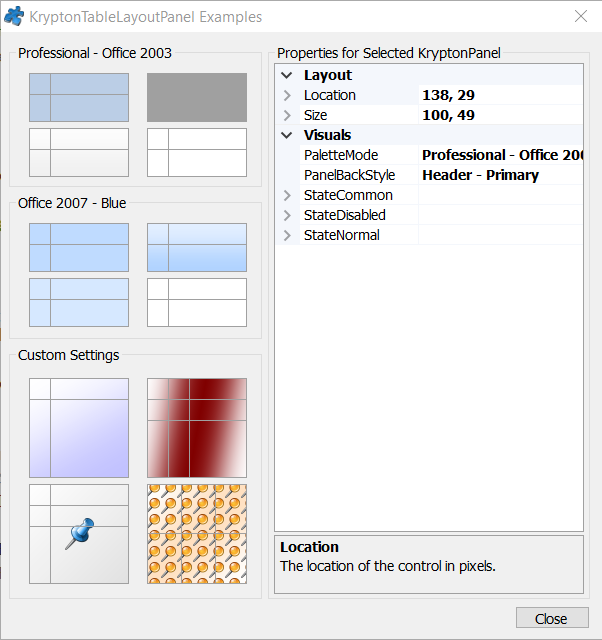 KryptonTableLayoutPanel Examples
Professional - Office 2003
Office 2007 - Blue
Custom Settings
Properties for Selected KryptonPanel
Layout
Location 138, 29
Size 100, 49
Visuals
PaletteMode Professional - Office 200
PanelBackStyle Header - Primary
StateCommon
StateDisabled
StateNormal
Location
The location of the control in pixels.
Close